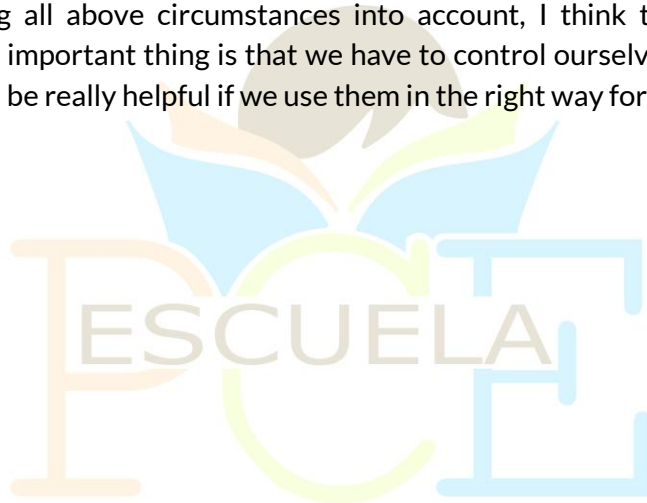 g all above circumstances into account, I think t
important thing is that we have to control ourselv
be really helpful if we use them in the right way for
ESCUELA
PCE